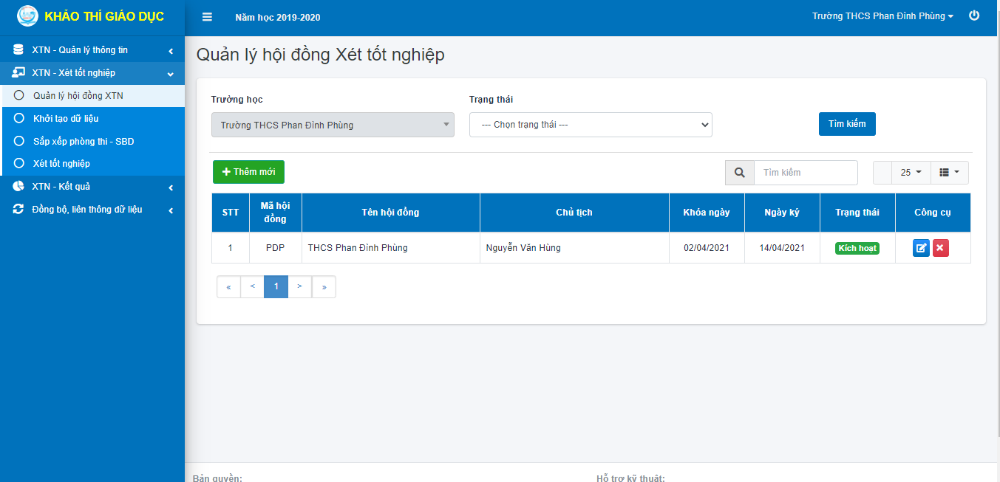 KHẢO THÍ GIÁO DỤC
Năm học 2019-2020
Trường THCS Phan Đình Phùng
XTN - Quản lý thông tin
XTN - Xét tốt nghiệp
Quản lý hội đồng XTN
Khởi tạo dữ liệu
Sắp xếp phòng thi - SBD
Xét tốt nghiệp
XTN - Kết quả
Đồng bộ, liên thông dữ liệu
Quản lý hội đồng Xét tốt nghiệp
Trường học
Trạng thái
Trường THCS Phan Đình Phùng
--- Chọn trạng thái ---
Tìm kiếm
Thêm mới
Tìm kiếm
25
STT Mã hội đồng Tên hội đồng Chủ tịch Khóa ngày Ngày ký Trạng thái Công cụ
1 PDP THCS Phan Đình Phùng Nguyễn Văn Hùng 02/04/2021 14/04/2021 Kích hoạt
« < 1 > »
Bản quyền:
Hỗ trợ kỹ thuật: